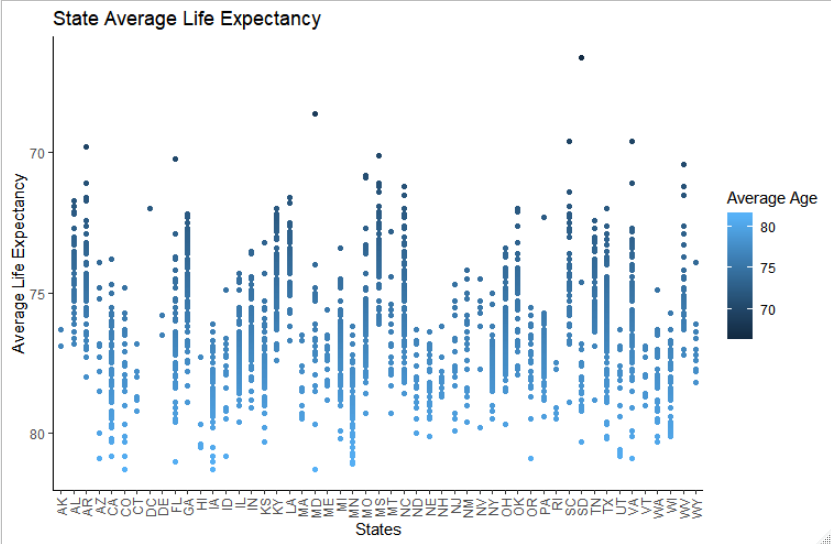 State Average Life Expectancy
Average Life Expectancy
70
75
80
AK AL AR AZ CA CO CT DC DE FL GA HI IA ID IL IN KS KY LA MA MD ME MI MN MO MS MT NC ND NE NH NJ NM NV NY OH OK OR PA RI SC SD TN TX UT VA VT WA WI WV WY
States
Average Age
80
75
70